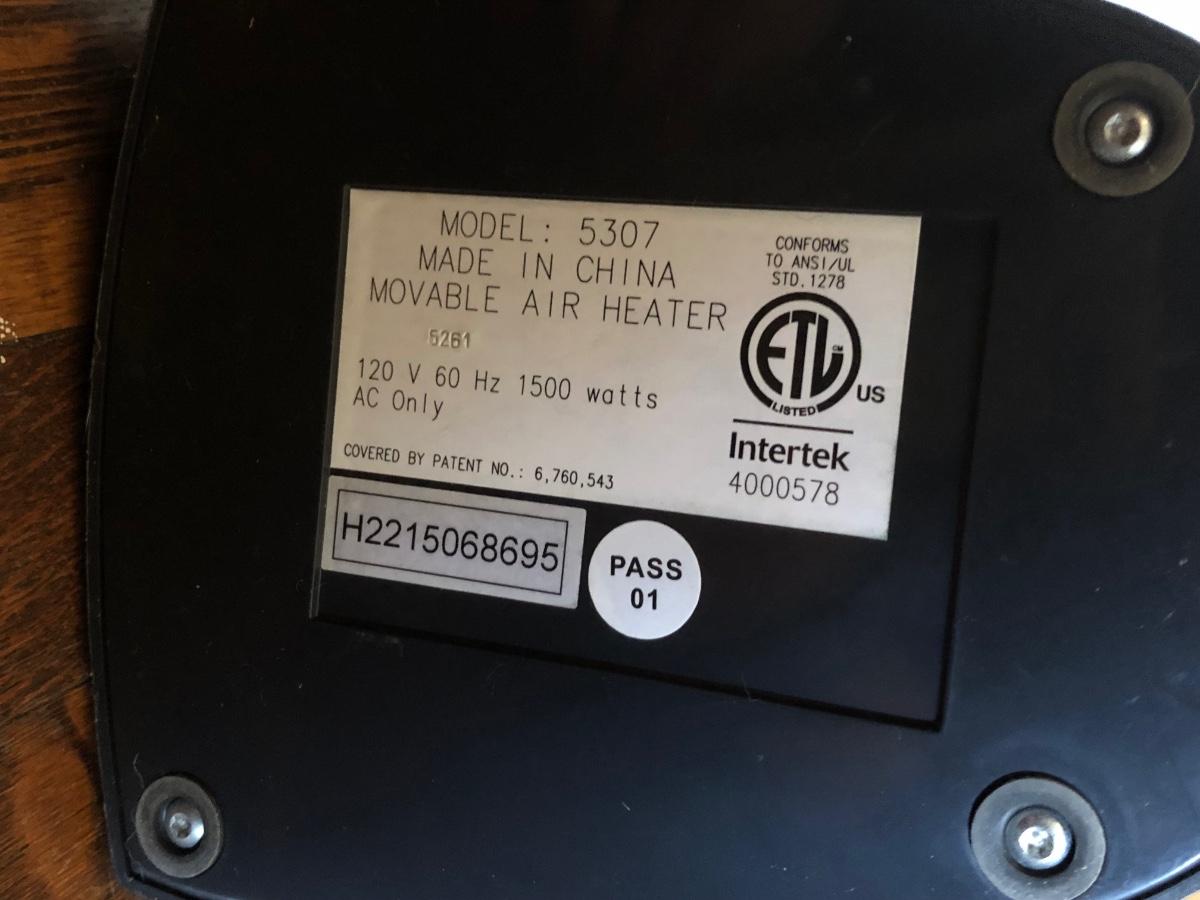 MODEL: 5307
MADE IN CHINA
MOVABLE AIR HEATER
5261
120 V 60 Hz 1500 watts
AC Only
COVERED BY PATENT NO.: 6,760,543
CONFORMS
TO ANSI/UL
STD. 1278
ETL
CM
LISTED
US
Intertek
4000578
H2215068695
PASS
01